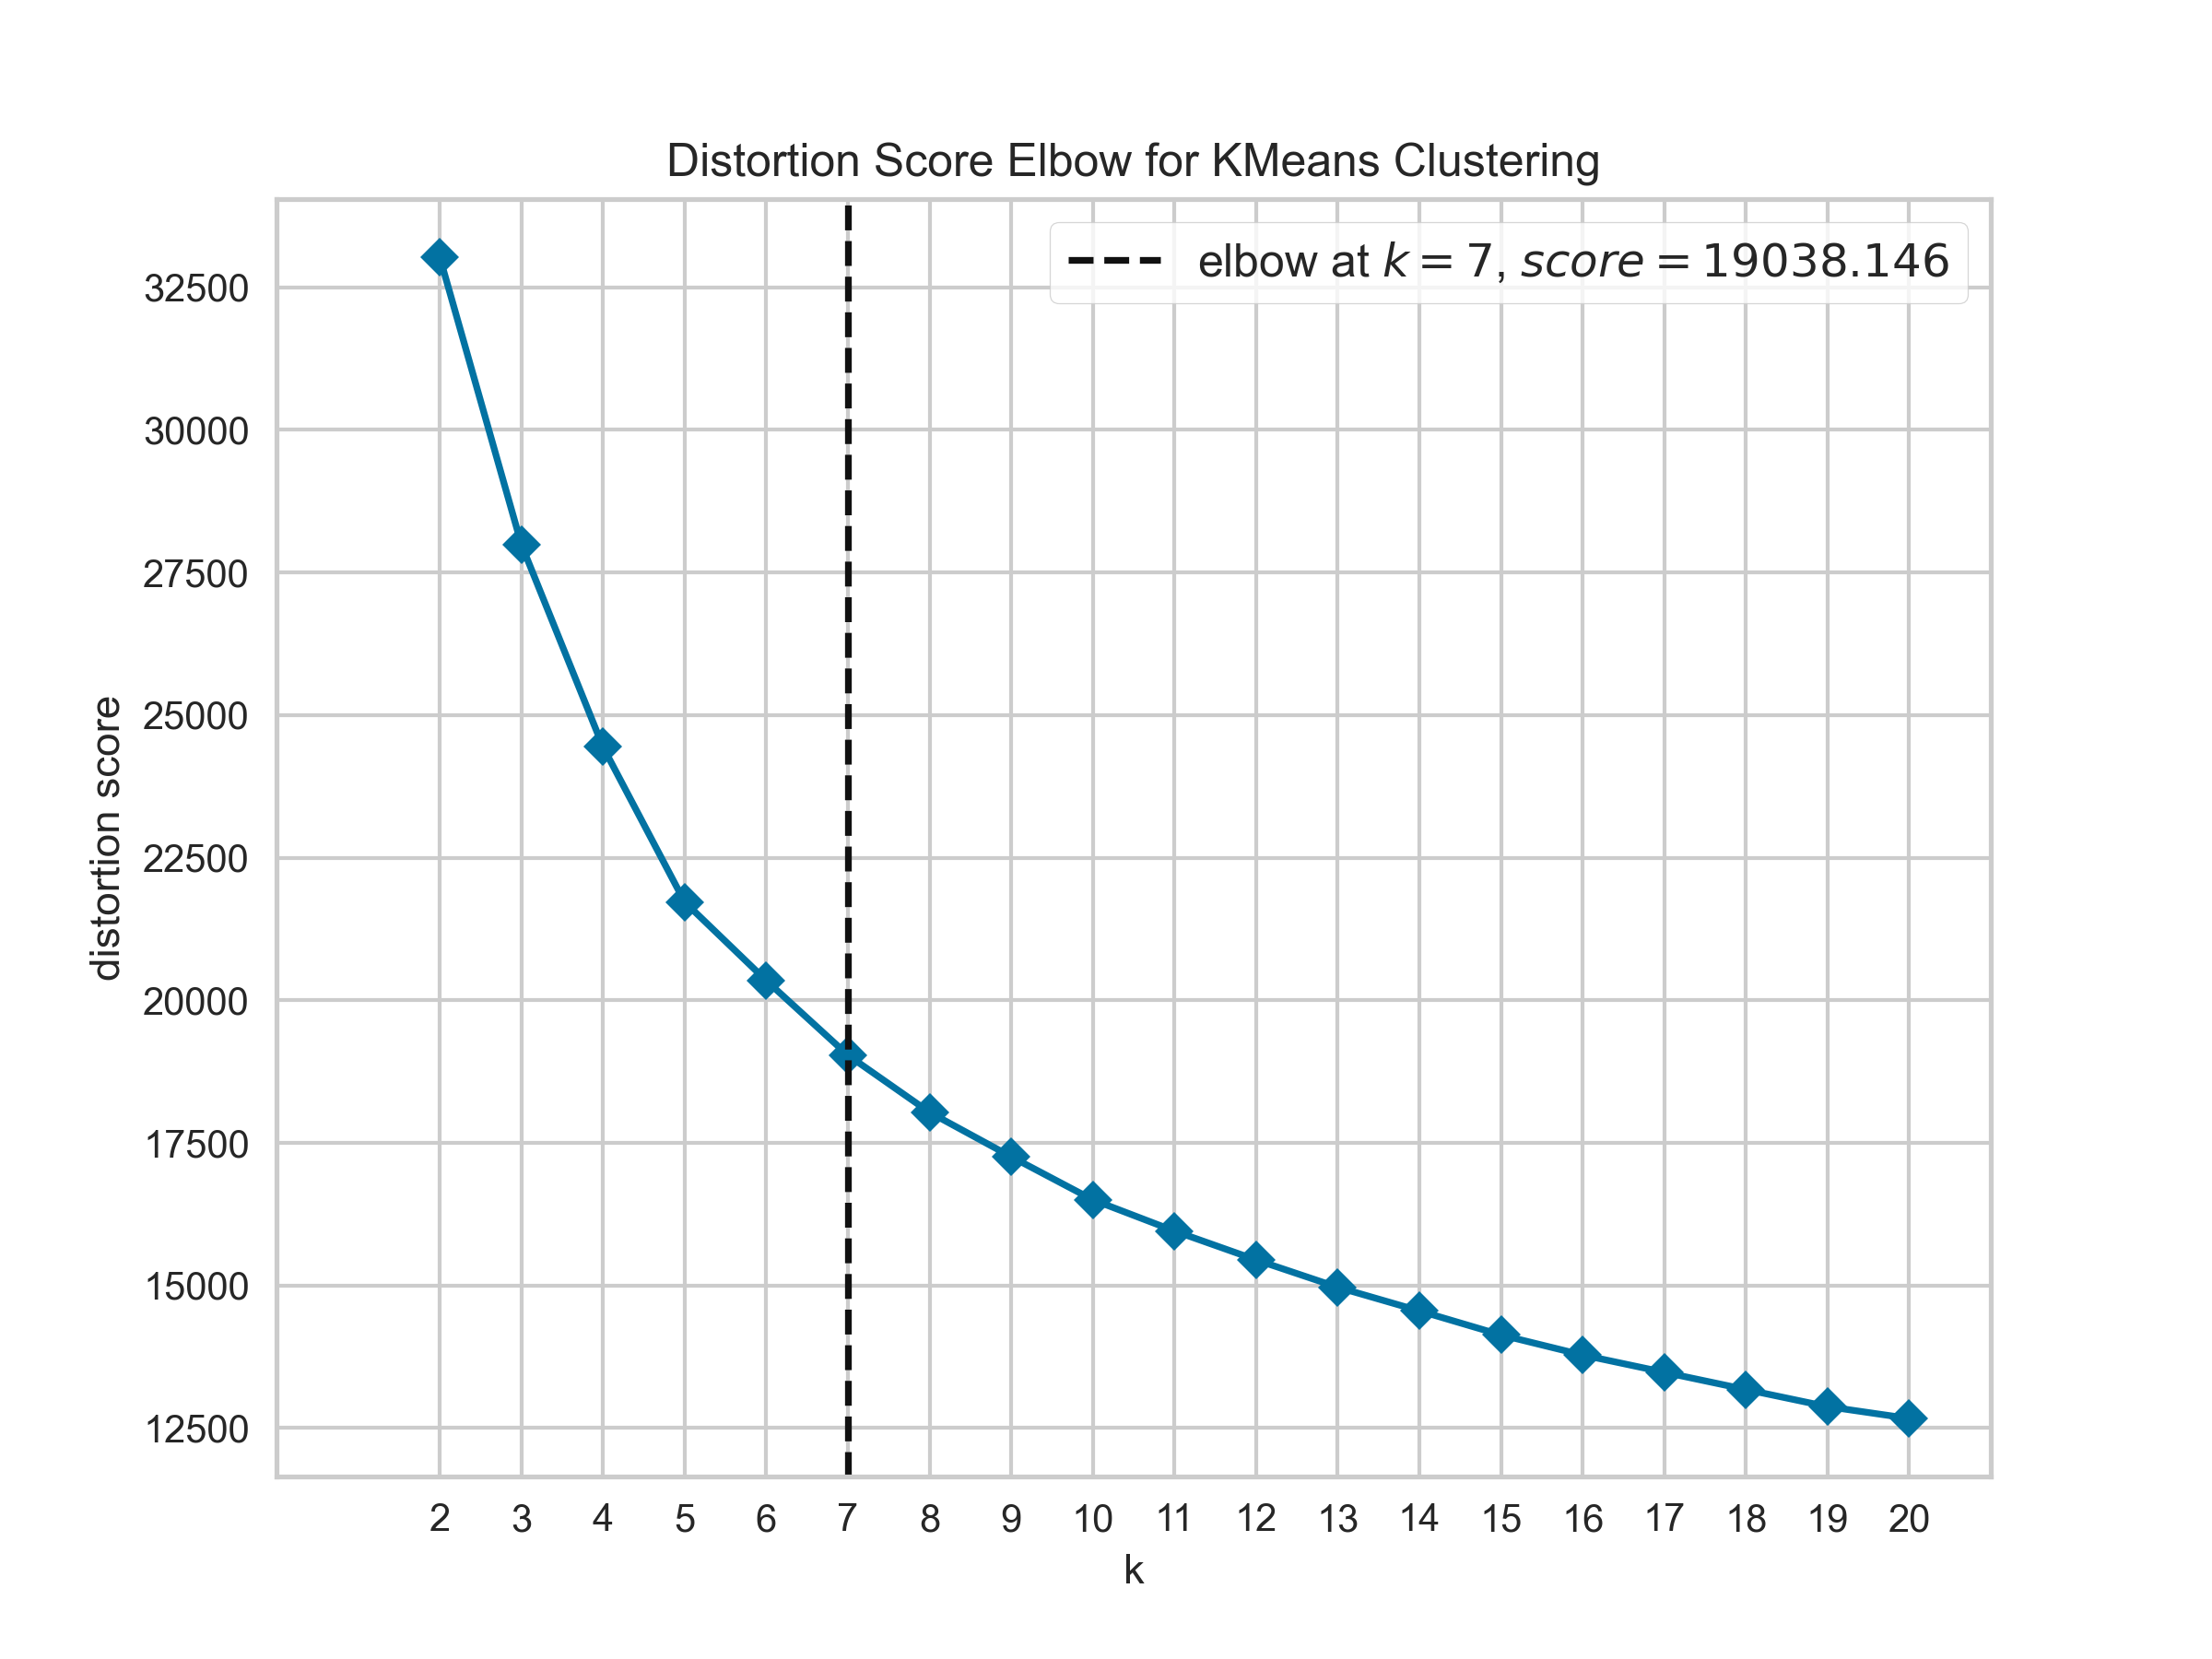 Distortion Score Elbow for KMeans Clustering
elbow at k = 7, score = 19038.146
32500
30000
27500
25000
22500
20000
17500
15000
12500
distortion score
2 3 4 5 6 7 8 9 10 11 12 13 14 15 16 17 18 19 20
k